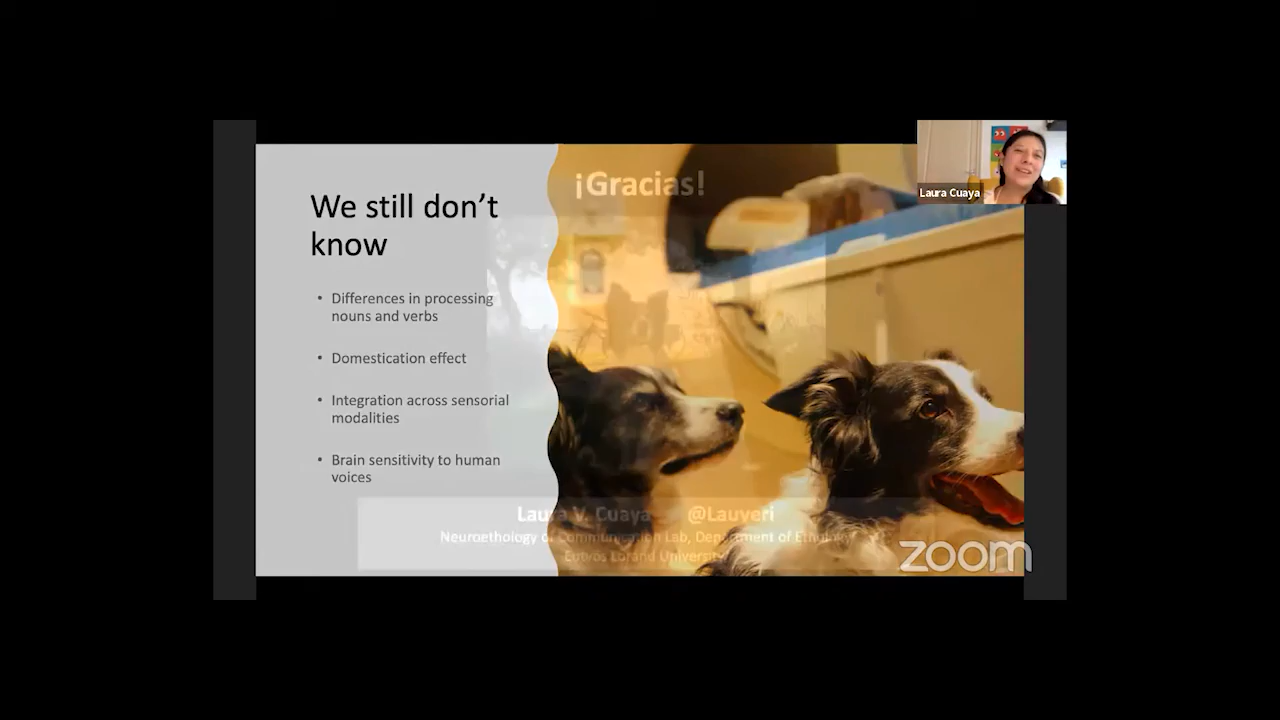 ¡Gracias!
Laura Cuaya
We still don't
know
• Differences in processing
nouns and verbs
• Domestication effect
• Integration across sensorial
modalities
• Brain sensitivity to human
voices
Laura V. Cuaya @Lauveri
Neuroethology of Communication Lab, Department of Ethology
Eötvös Loránd University
zoom